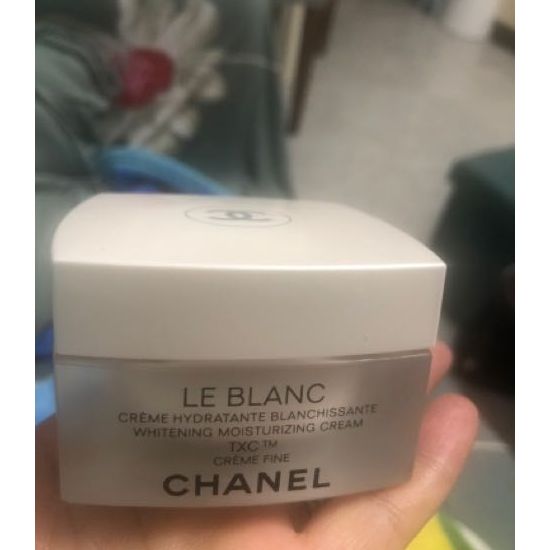 LE BLANC
CRÈME HYDRATANTE BLANCHISSANTE
WHITENING MOISTURIZING CREAM
TXC™
CRÈME FINE
CHANEL